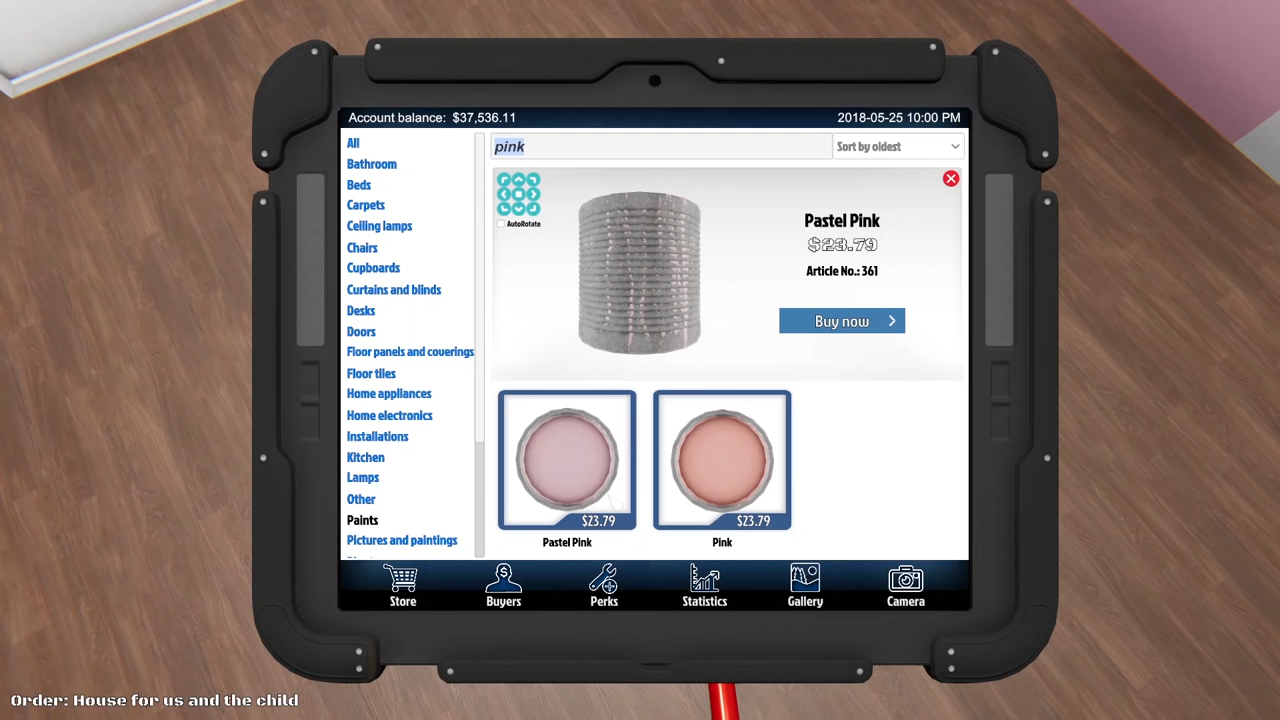 Account balance: $37,536.11
2018-05-25 10:00 PM
All
Bathroom
Beds
Carpets
Ceiling lamps
Chairs
Cupboards
Curtains and blinds
Desks
Doors
Floor panels and coverings
Floor tiles
Home appliances
Home electronics
Installations
Kitchen
Lamps
Other
Paints
Pictures and paintings
pink
Sort by oldest
AutoRotate
Pastel Pink
$23.79
Article No.: 361
Buy now
$23.79
$23.79
Pastel Pink
Pink
Store
Buyers
Perks
Statistics
Gallery
Camera
Order: House for us and the child